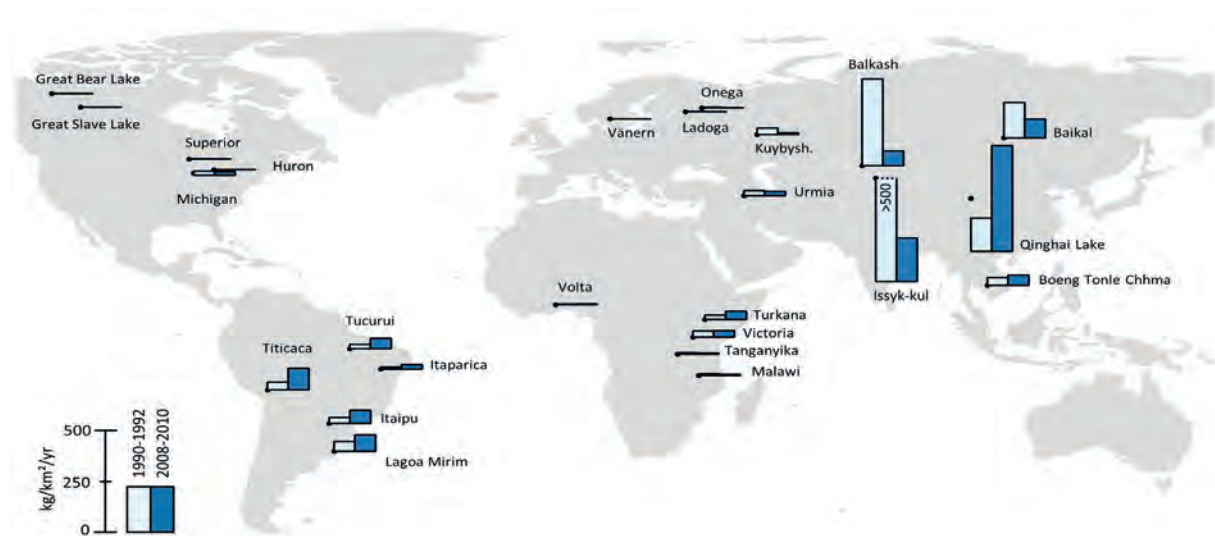 Great Bear Lake
Great Slave Lake
Superior
Huron
Michigan
Vänern
Onega
Ladoga
Kuybysh.
Balkash
Baikal
Urmia
>500
Issyk-kul
Qinghai Lake
Boeng Tonle Chhma
Volta
Turkana
Victoria
Tanganyika
Malawi
Tucurui
Titicaca
Itaparica
Itaipu
Lagoa Mirim
kg/km²/yr
500
250
0
1990-1992
2008-2010